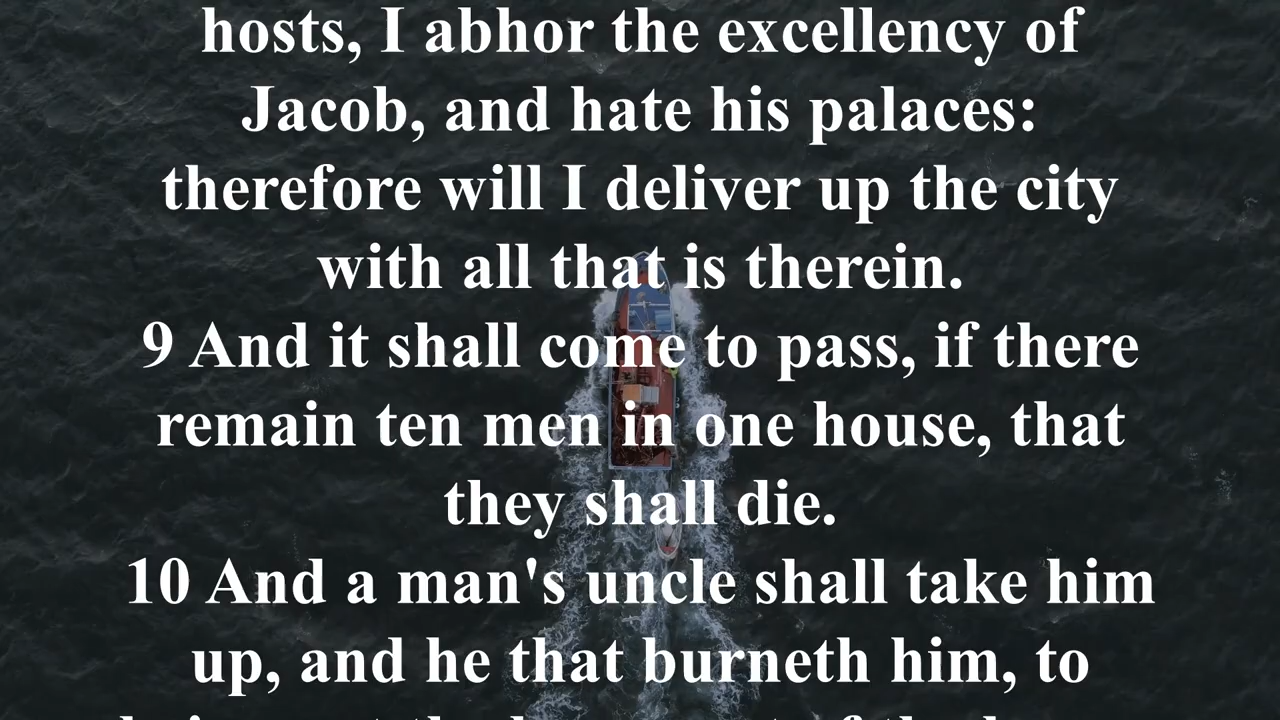 hosts, I abhor the excellency of
Jacob, and hate his palaces:
therefore will I deliver up the city
with all that is therein.
9 And it shall come to pass, if there
remain ten men in one house, that
they shall die.
10 And a man's uncle shall take him
up, and he that burneth him, to